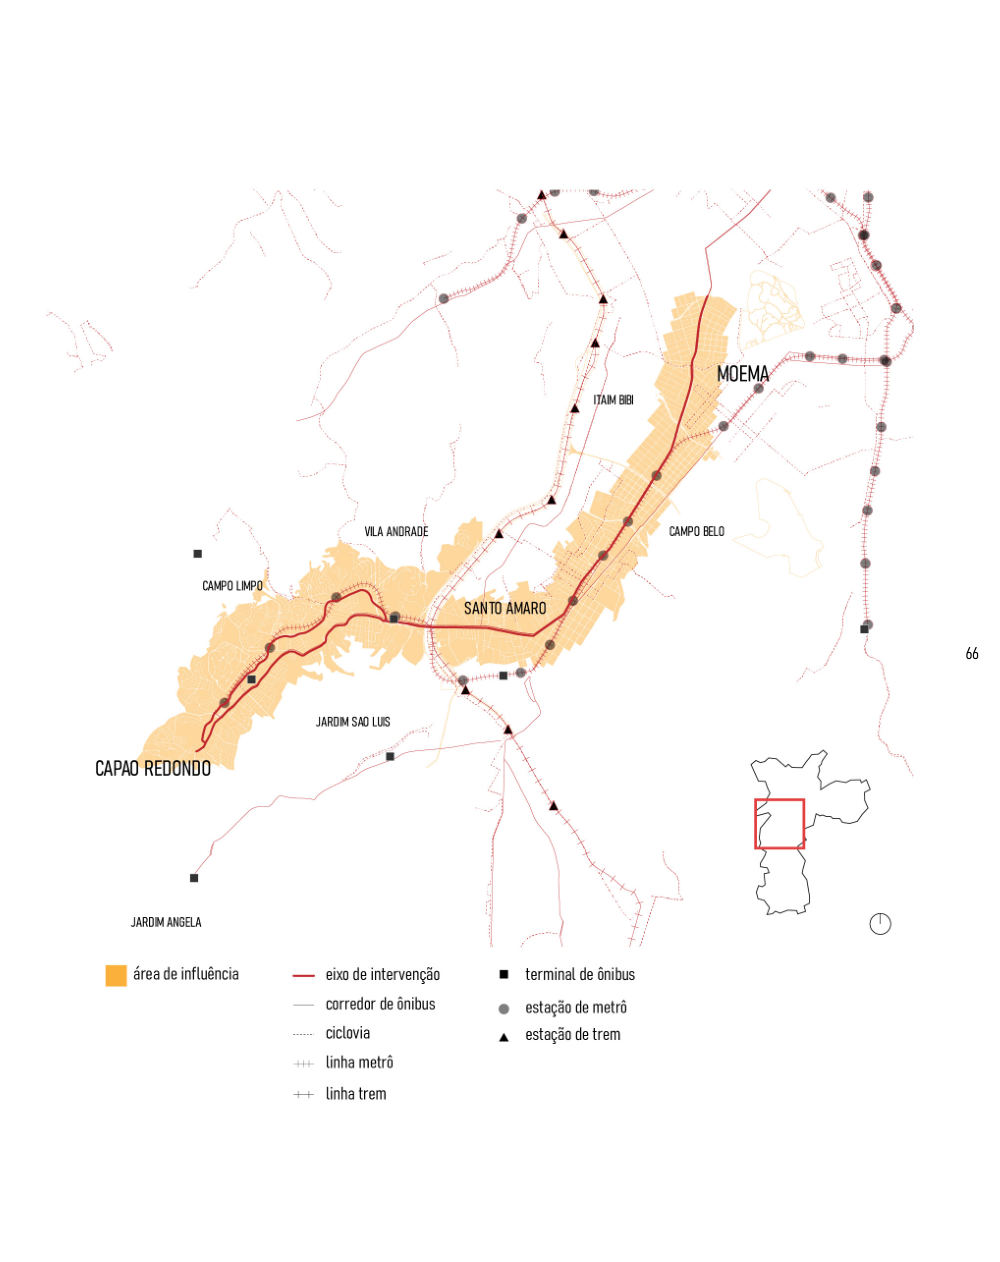 MOEMA
ITAIM BIBI
VILA ANDRADE
CAMPO BELO
CAMPO LIMPO
SANTO AMARO
66
JARDIM SAO LUIS
CAPAO REDONDO
JARDIM ANGELA
área de influência
eixo de intervenção
corredor de ônibus
ciclovia
linha metrô
linha trem
terminal de ônibus
estação de metrô
estação de trem